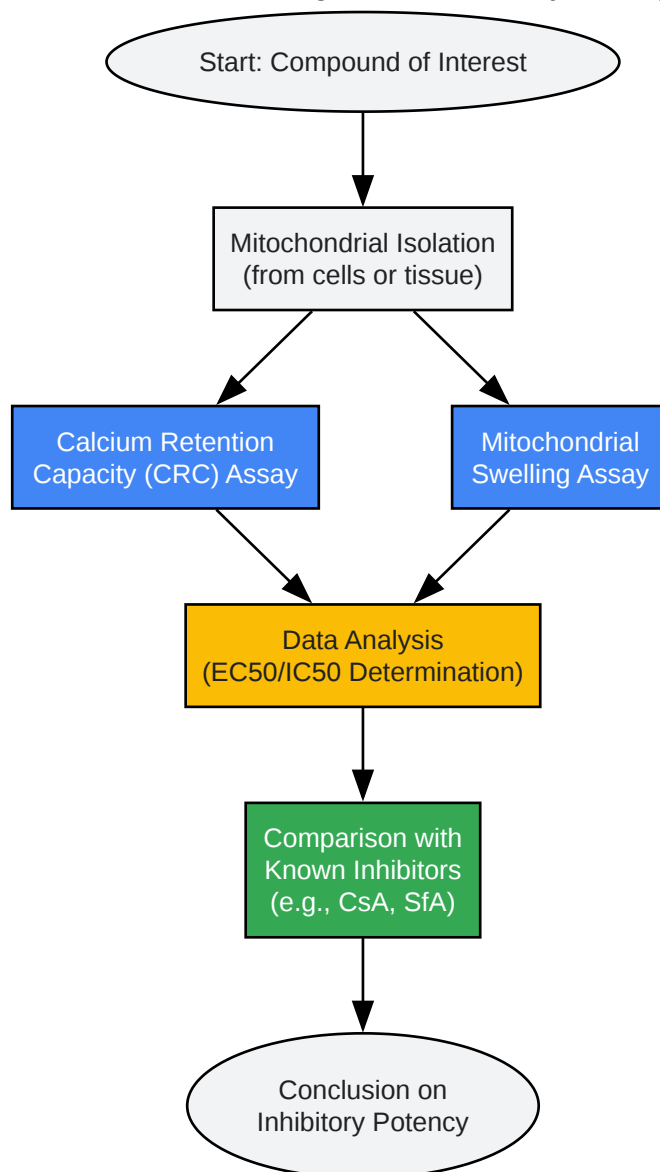 Start: Compound of Interest
Mitochondrial Isolation
(from cells or tissue)
Calcium Retention
Capacity (CRC) Assay
Mitochondrial
Swelling Assay
Data Analysis
(EC50/IC50 Determination)
Comparison with
Known Inhibitors
(e.g., CsA, SfA)
Conclusion on
Inhibitory Potency